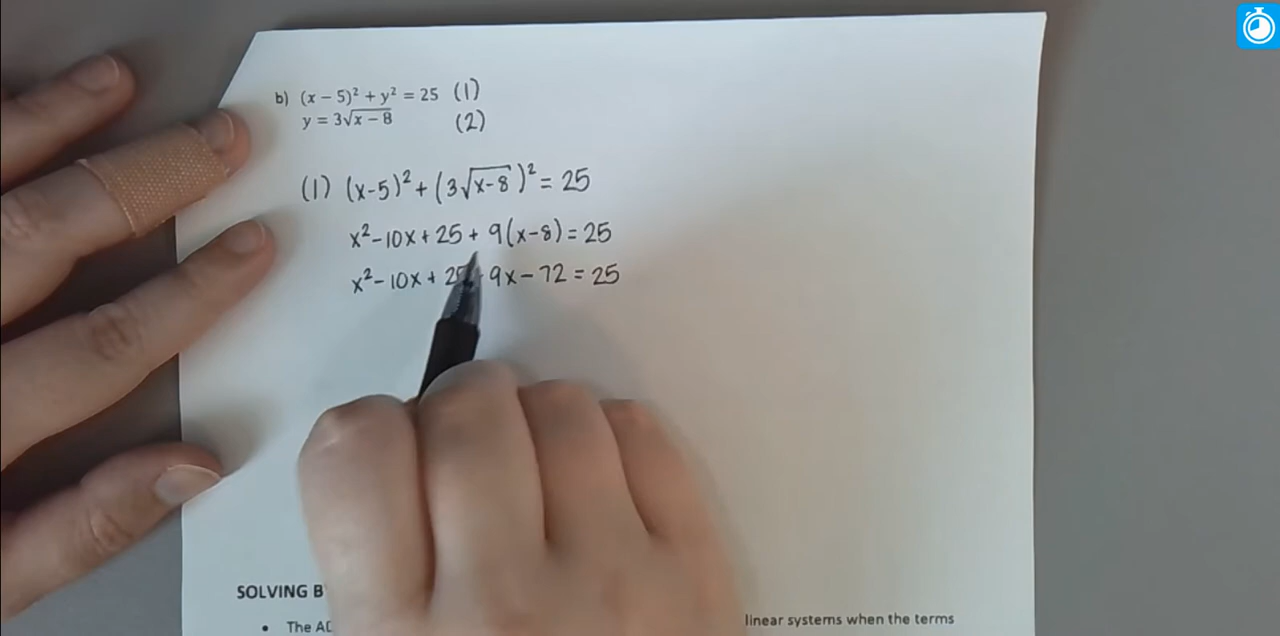 b) (x – 5)² + y² = 25 (1)
y = 3√x – 8 (2)
(1) (x-5)² + (3√x-8)² = 25
x² - 10x + 25 + 9(x-8) = 25
x² - 10x + 9x - 72 = 25
SOLVING B
• The
linear systems when the terms